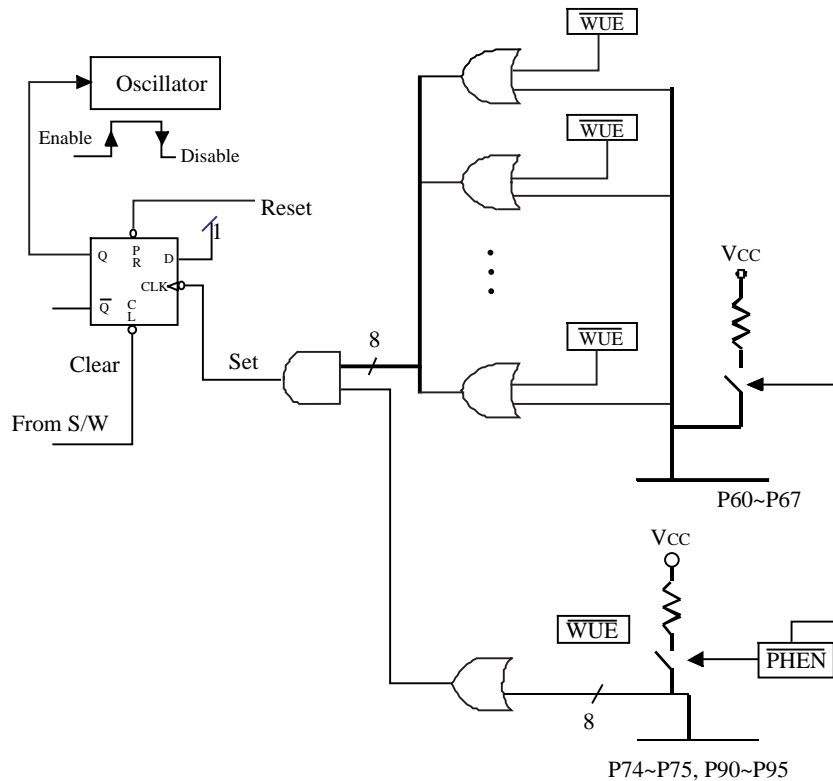 WUE
Oscillator
Enable
Disable
WUE
Reset
1
Q
P
R
D
CLK
Q
C
L
VCC
8
WUE
Set
Clear
From S/W
P60~P67
VCC
WUE
PHEN
8
P74~P75, P90~P95